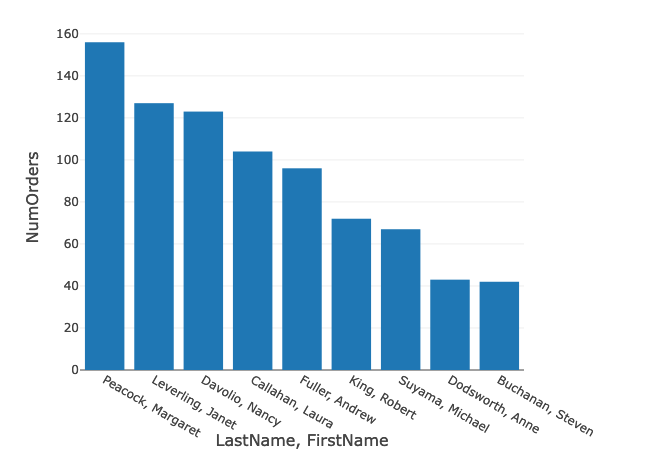 160
140
120
100
80
60
40
20
0
NumOrders
Peacock, Margaret
Leverling, Janet
Davolio, Nancy
Callahan, Laura
Fuller, Andrew
King, Robert
Suyama, Michael
Dodsworth, Anne
Buchanan, Steven
LastName, FirstName